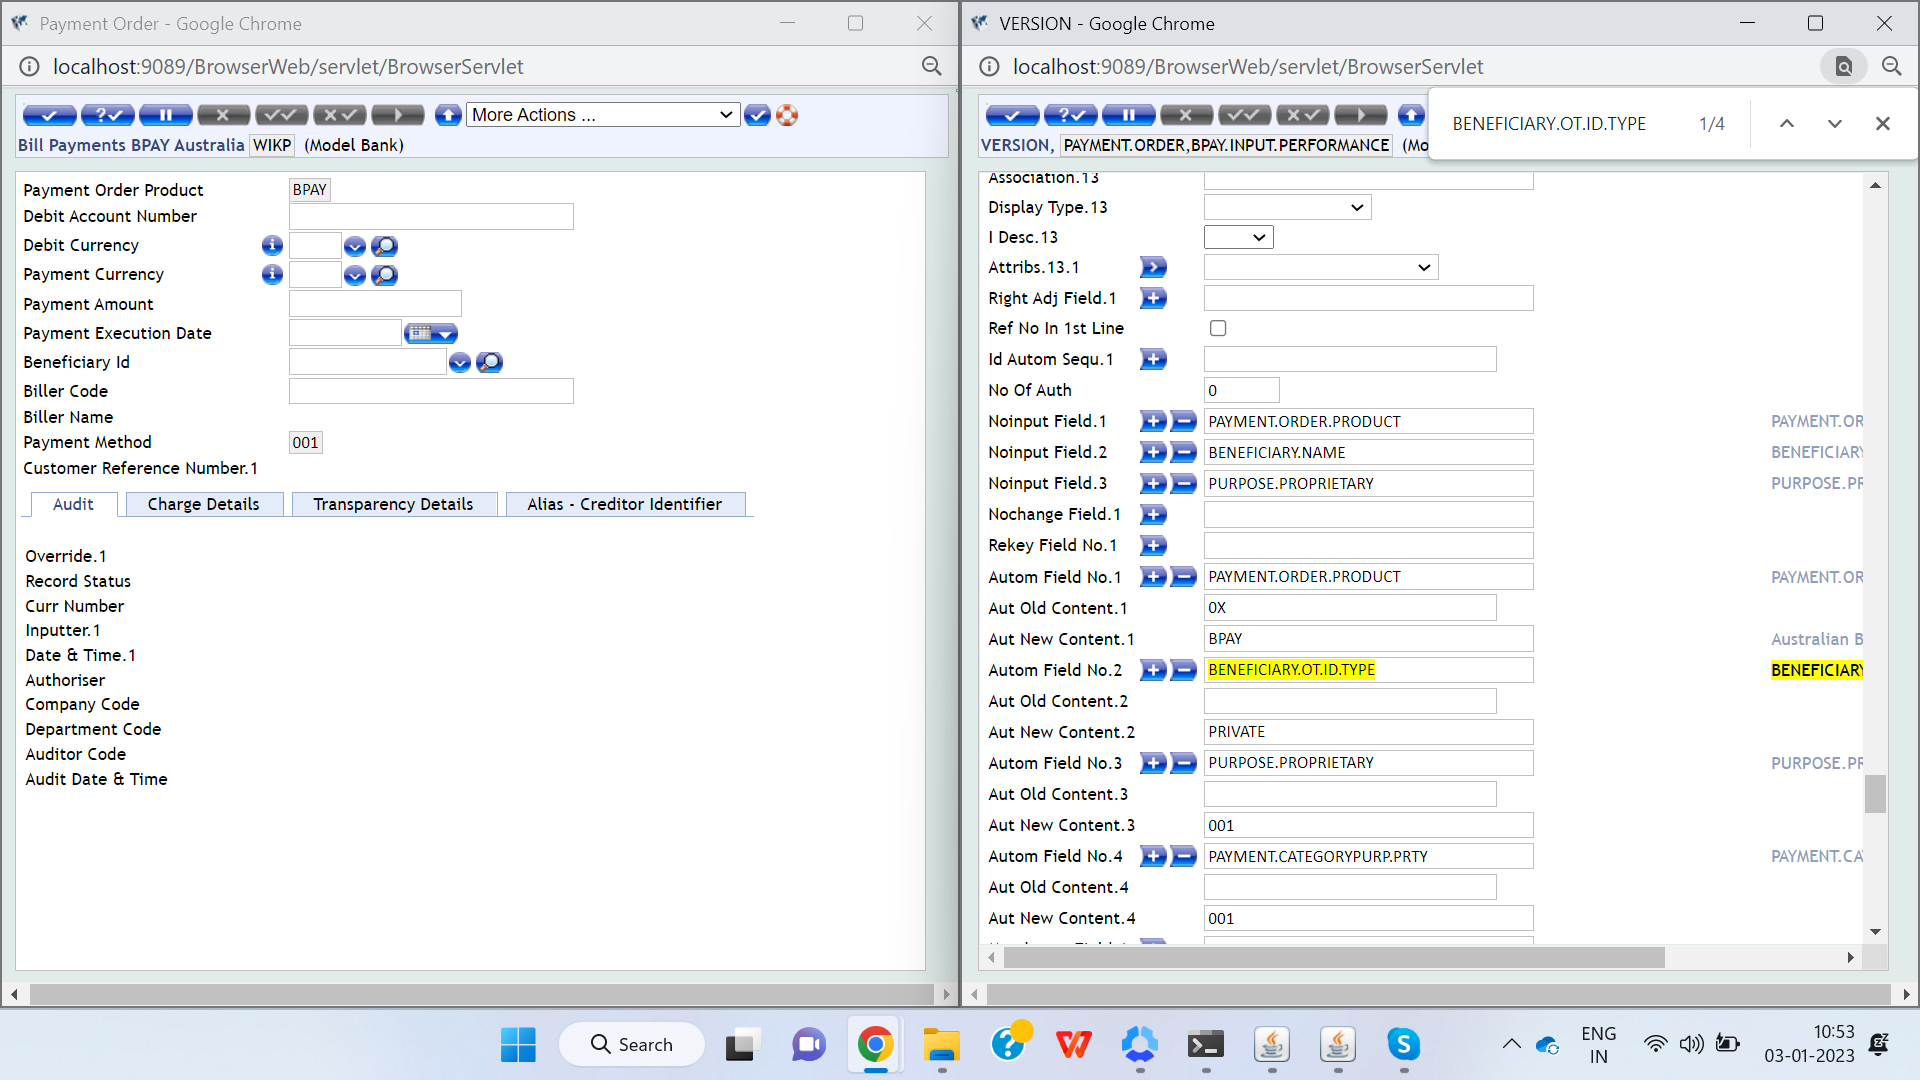 Payment Order - Google Chrome
localhost:9089/BrowserWeb/servlet/BrowserServlet
More Actions ...
Bill Payments BPAY Australia WIKP (Model Bank)
Payment Order Product BPAY
Debit Account Number
Debit Currency
Payment Currency
Payment Amount
Payment Execution Date
Beneficiary Id
Biller Code
Biller Name
Payment Method 001
Customer Reference Number.1
Audit Charge Details Transparency Details Alias - Creditor Identifier
Override.1
Record Status
Curr Number
Inputter.1
Date & Time.1
Authoriser
Company Code
Department Code
Auditor Code
Audit Date & Time
VERSION - Google Chrome
localhost:9089/BrowserWeb/servlet/BrowserServlet
BENEFICIARY.OT.ID.TYPE 1/4
VERSION, PAYMENT.ORDER,BPAY.INPUT.PERFORMANCE (Mo
Association.13
Display Type.13
I Desc.13
Attribs.13.1
Right Adj Field.1
Ref No In 1st Line
Id Autom Sequ.1
No Of Auth 0
Noinput Field.1 PAYMENT.ORDER.PRODUCT PAYMENT.OR
Noinput Field.2 BENEFICIARY.NAME BENEFICIARY
Noinput Field.3 PURPOSE.PROPRIETARY PURPOSE.PR
Nochange Field.1
Rekey Field No.1
Autom Field No.1 PAYMENT.ORDER.PRODUCT PAYMENT.OR
Aut Old Content.1 0X
Aut New Content.1 BPAY Australian B
Autom Field No.2 BENEFICIARY.OT.ID.TYPE BENEFICIARY
Aut Old Content.2
Aut New Content.2 PRIVATE
Autom Field No.3 PURPOSE.PROPRIETARY PURPOSE.PR
Aut Old Content.3
Aut New Content.3 001
Autom Field No.4 PAYMENT.CATEGORYPURP.PRTY PAYMENT.CA
Aut Old Content.4
Aut New Content.4 001
Search
ENG
IN
10:53
03-01-2023